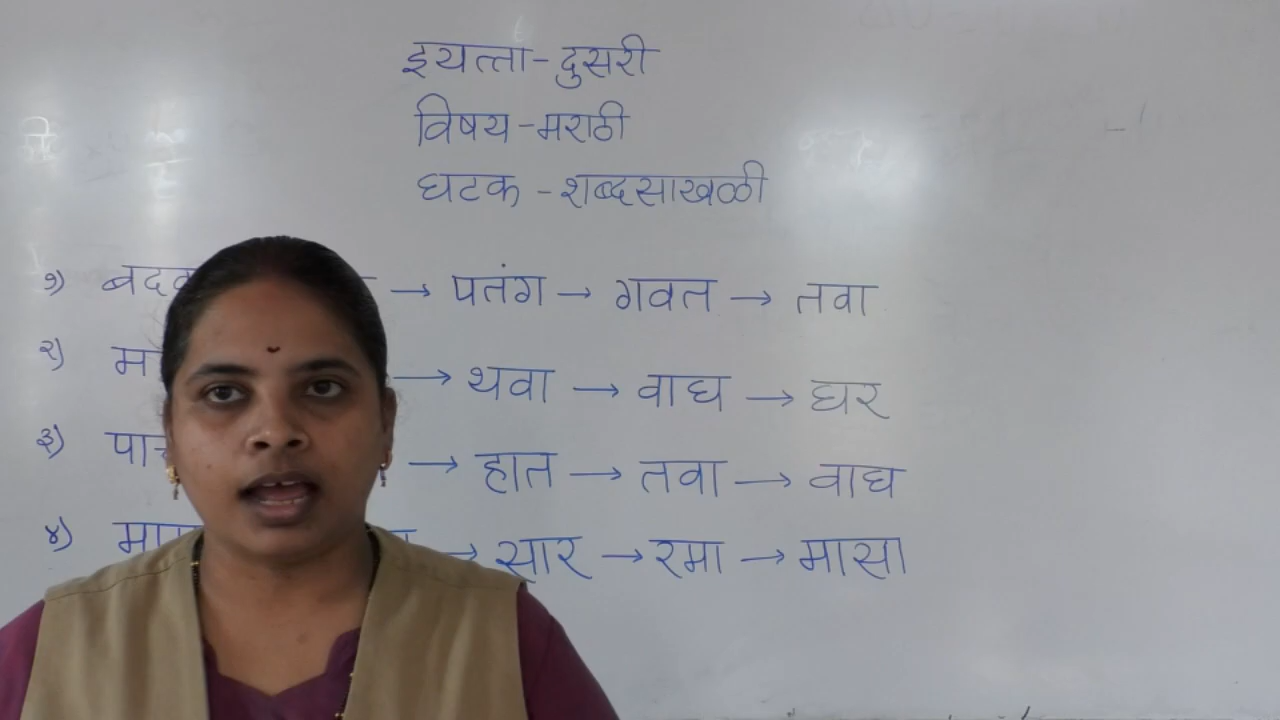 इयत्ता - दुसरी
विषय - मराठी
घटक - शब्दसाखळी
१) → पतंग → गवत → तवा
२) → थवा → वाघ → घर
३) → हात → तवा → वाघ
४) → सार → रमा → मासा